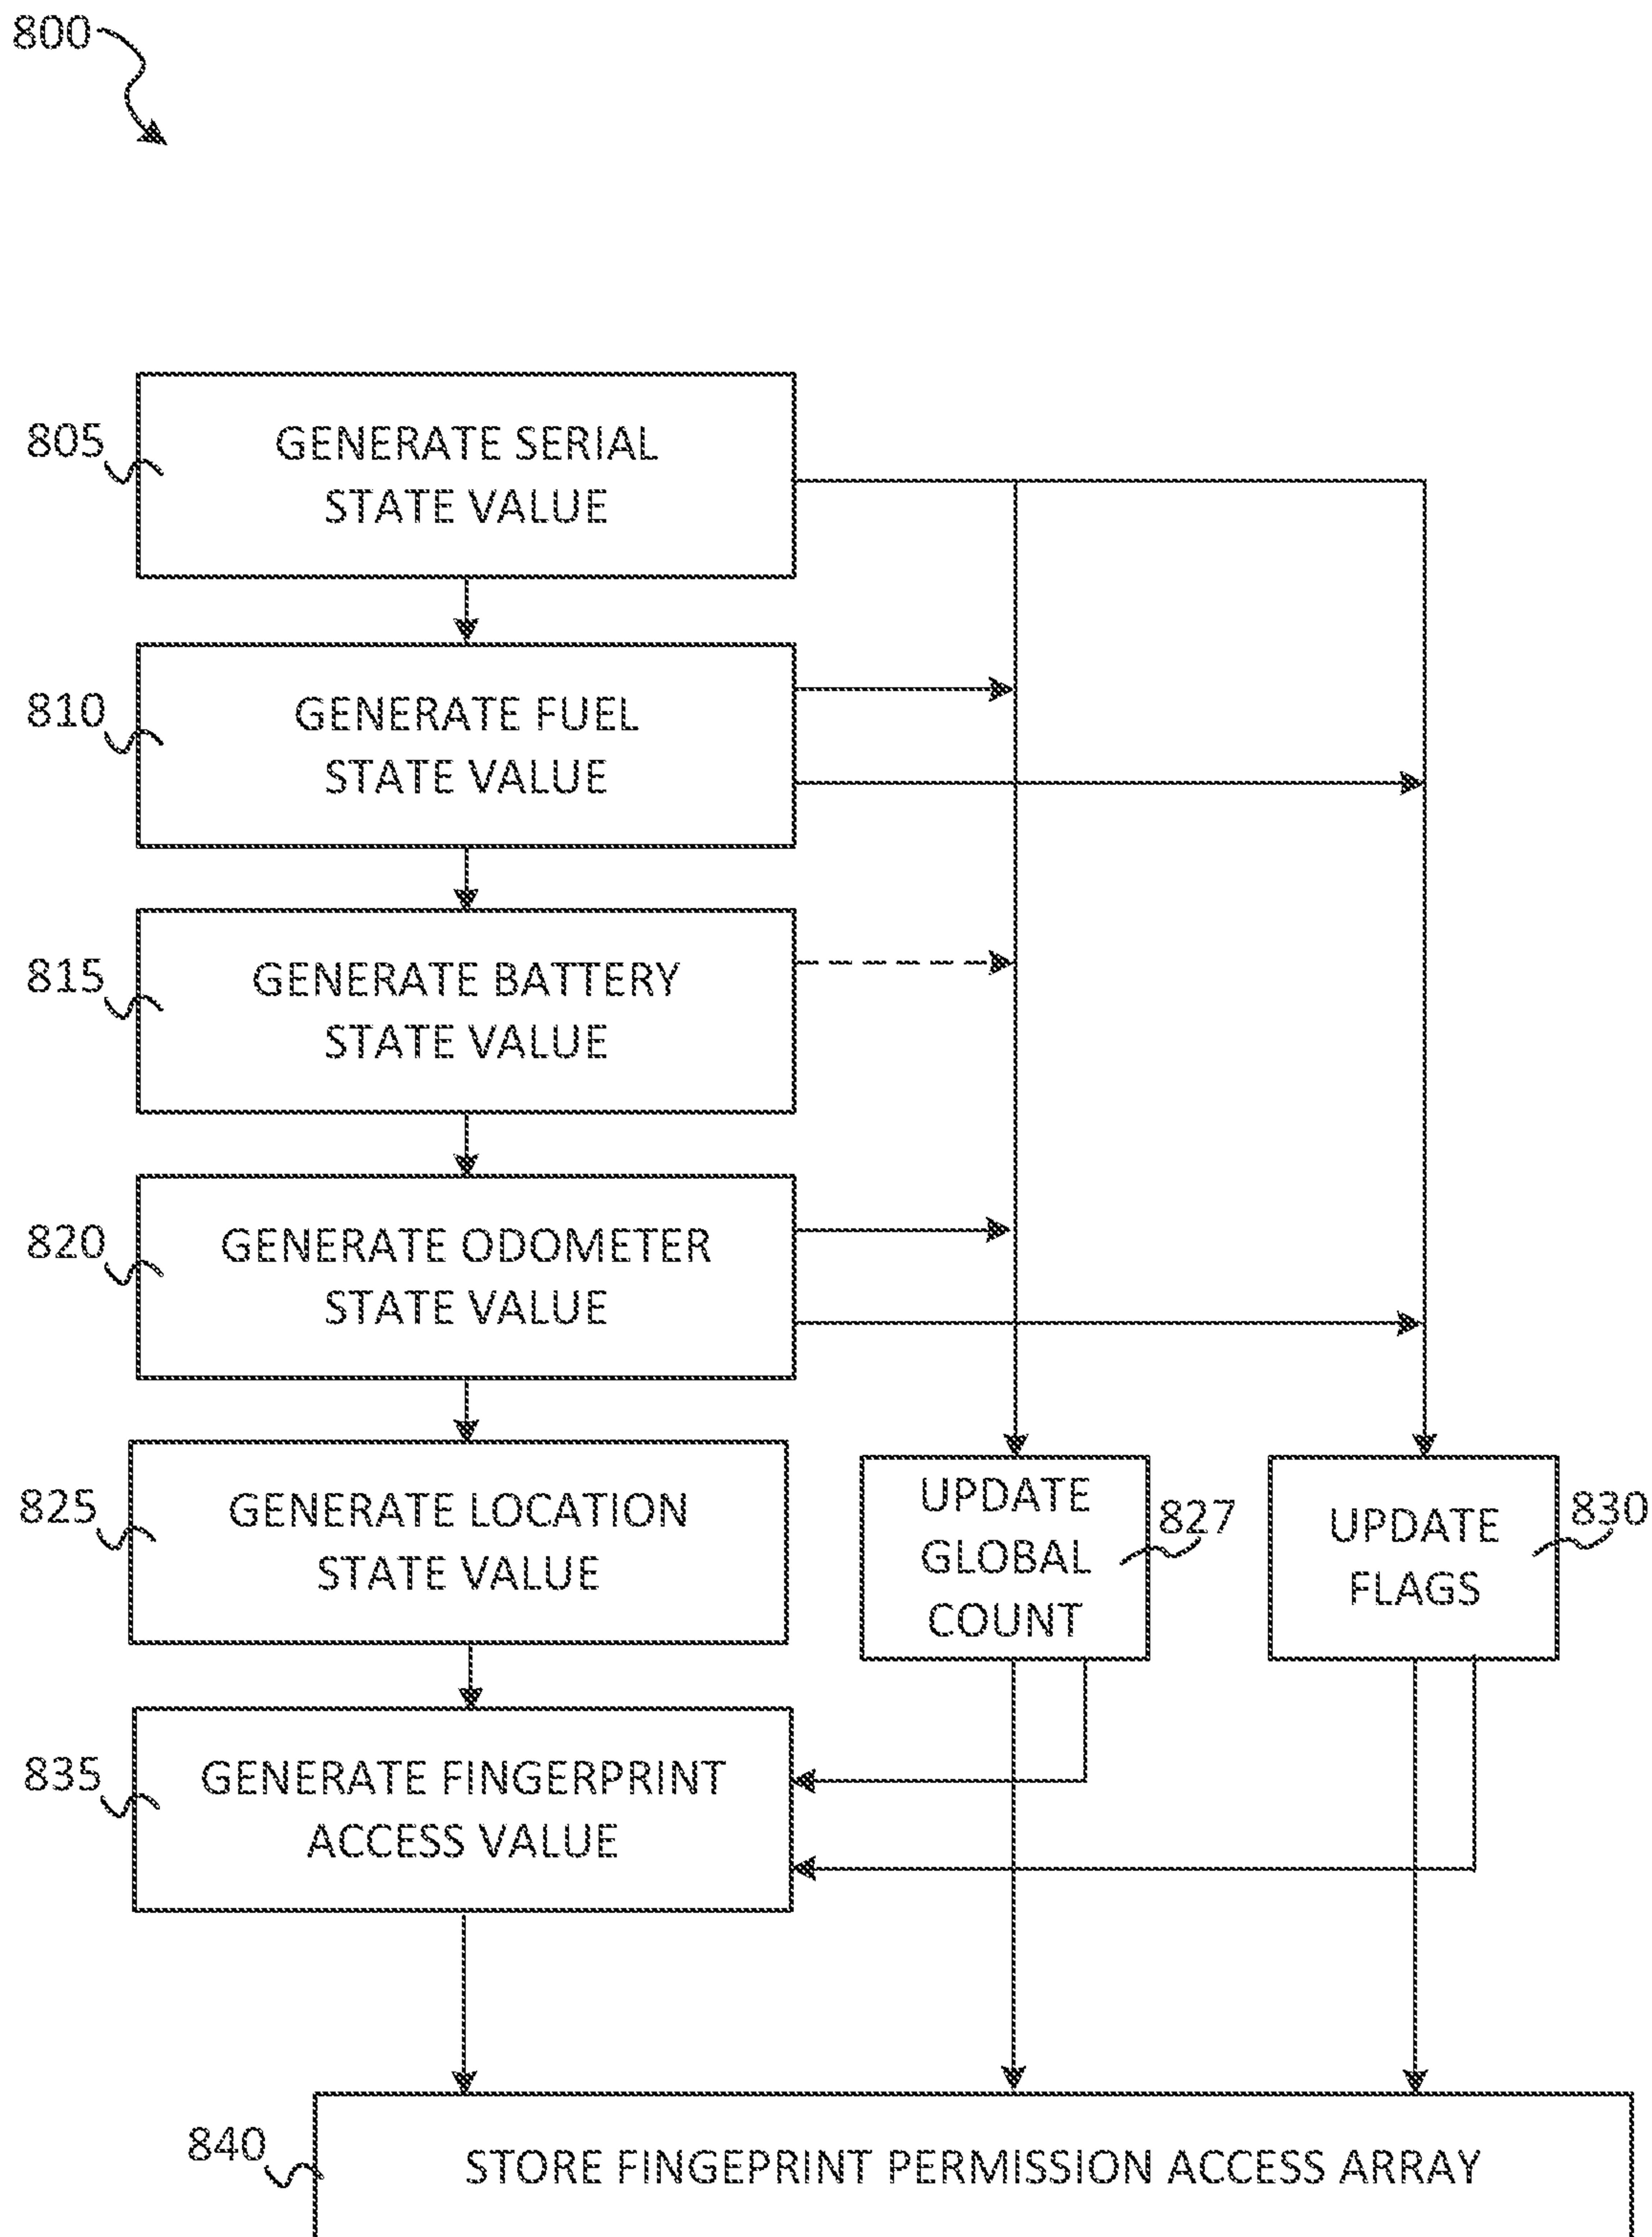 800
805
GENERATE SERIAL
STATE VALUE
810
GENERATE FUEL
STATE VALUE
815
GENERATE BATTERY
STATE VALUE
820
GENERATE ODOMETER
STATE VALUE
825
GENERATE LOCATION
STATE VALUE
UPDATE
GLOBAL
COUNT
827
UPDATE
FLAGS
830
835
GENERATE FINGERPRINT
ACCESS VALUE
840
STORE FINGEPRINT PERMISSION ACCESS ARRAY